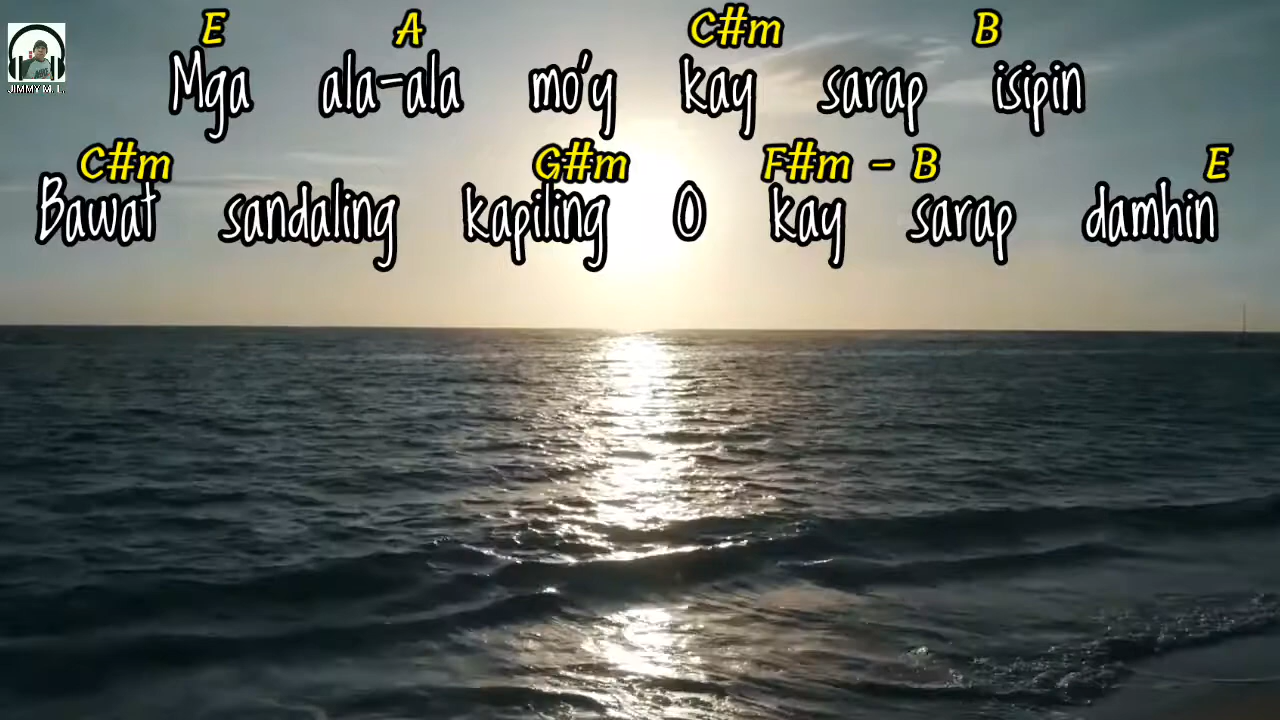 E A C#m B
Mga ala-ala mo'y kay sarap isipin
C#m G#m F#m - B E
Bawat sandaling kapiling O kay sarap damhin
JIMMY M. L.